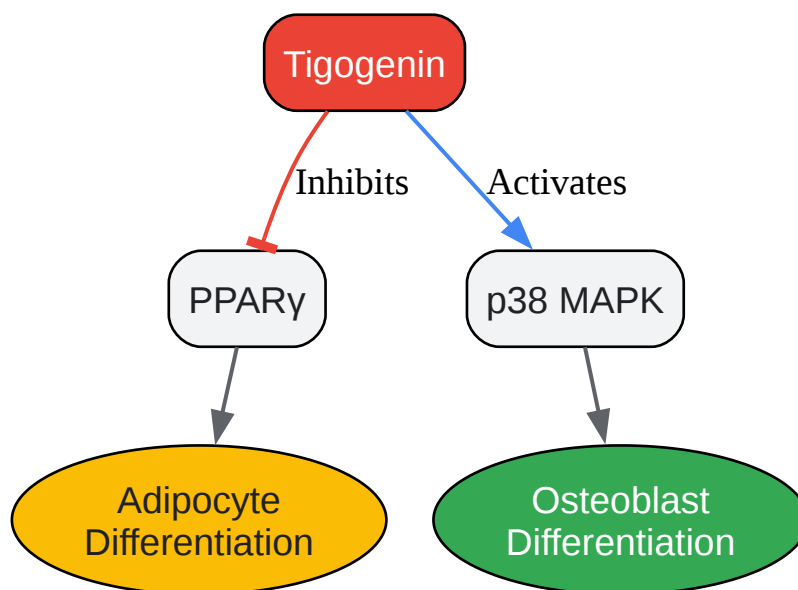 Tigogenin
Inhibits
Activates
PPARγ
p38 MAPK
Adipocyte
Differentiation
Osteoblast
Differentiation